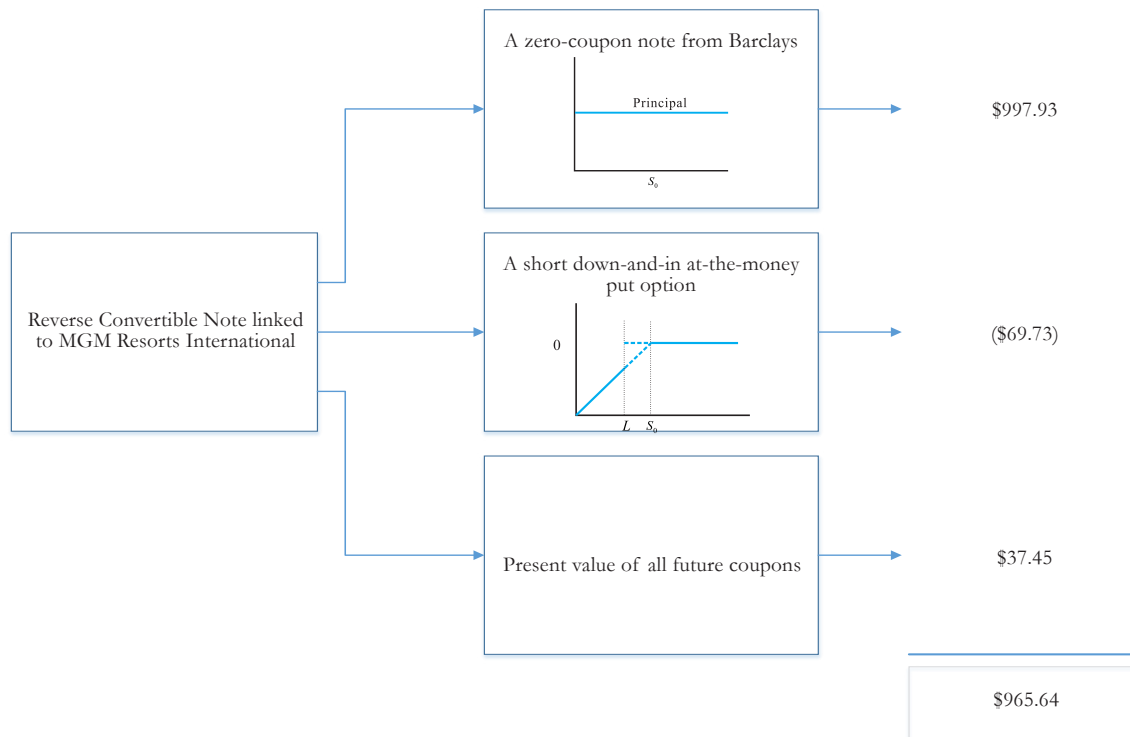 A zero-coupon note from Barclays
Principal
S₀
$997.93
Reverse Convertible Note linked
to MGM Resorts International
A short down-and-in at-the-money
put option
0
L S₀
($69.73)
Present value of all future coupons
$37.45
$965.64